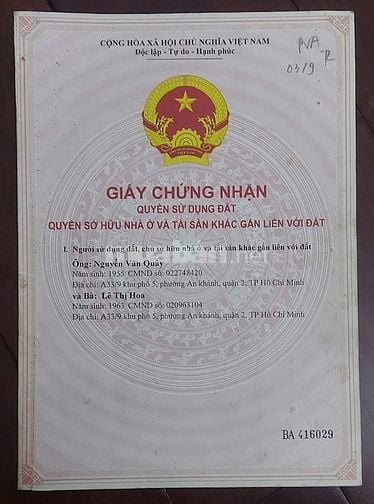 CỘNG HÒA XÃ HỘI CHỦ NGHĨA VIỆT NAM
Độc lập - Tự do - Hạnh phúc
03/9
GIẤY CHỨNG NHẬN
QUYỀN SỬ DỤNG ĐẤT
QUYỀN SỞ HỮU NHÀ Ở VÀ TÀI SẢN KHÁC GẮN LIỀN VỚI ĐẤT
I. Người sử dụng đất, chủ sở hữu nhà ở và tài sản khác gắn liền với đất
Ông: Nguyễn Văn Quây
Năm sinh: 1955 CMND số: 022748420
Địa chỉ: A33/9 khu phố 5, phường An khánh, quận 2, TP Hồ Chí Minh
và Bà: Lê Thị Hoa
Năm sinh: 1963 CMND số: 020963104
Địa chỉ: A33/9 khu phố 5, phường An khánh, quận 2, TP Hồ Chí Minh
BA 416029